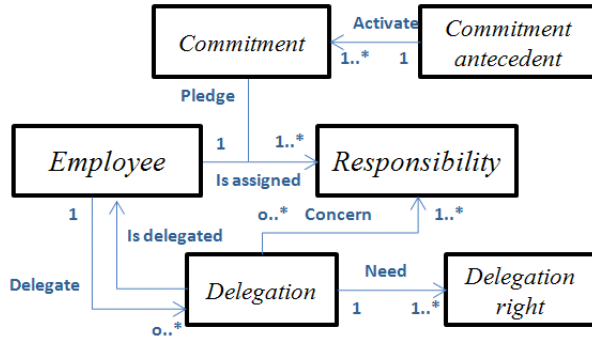 Activate
Commitment
Commitment
antecedent
1..* 1
Pledge
1 1..*
Employee
Responsibility
Is assigned
1 o..* Concern 1..*
Is delegated
Delegate
Need
Delegation
Delegation
right
1 1..*
o..*